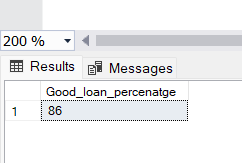 200 %
Results Messages
Good_loan_percenatge
1 86